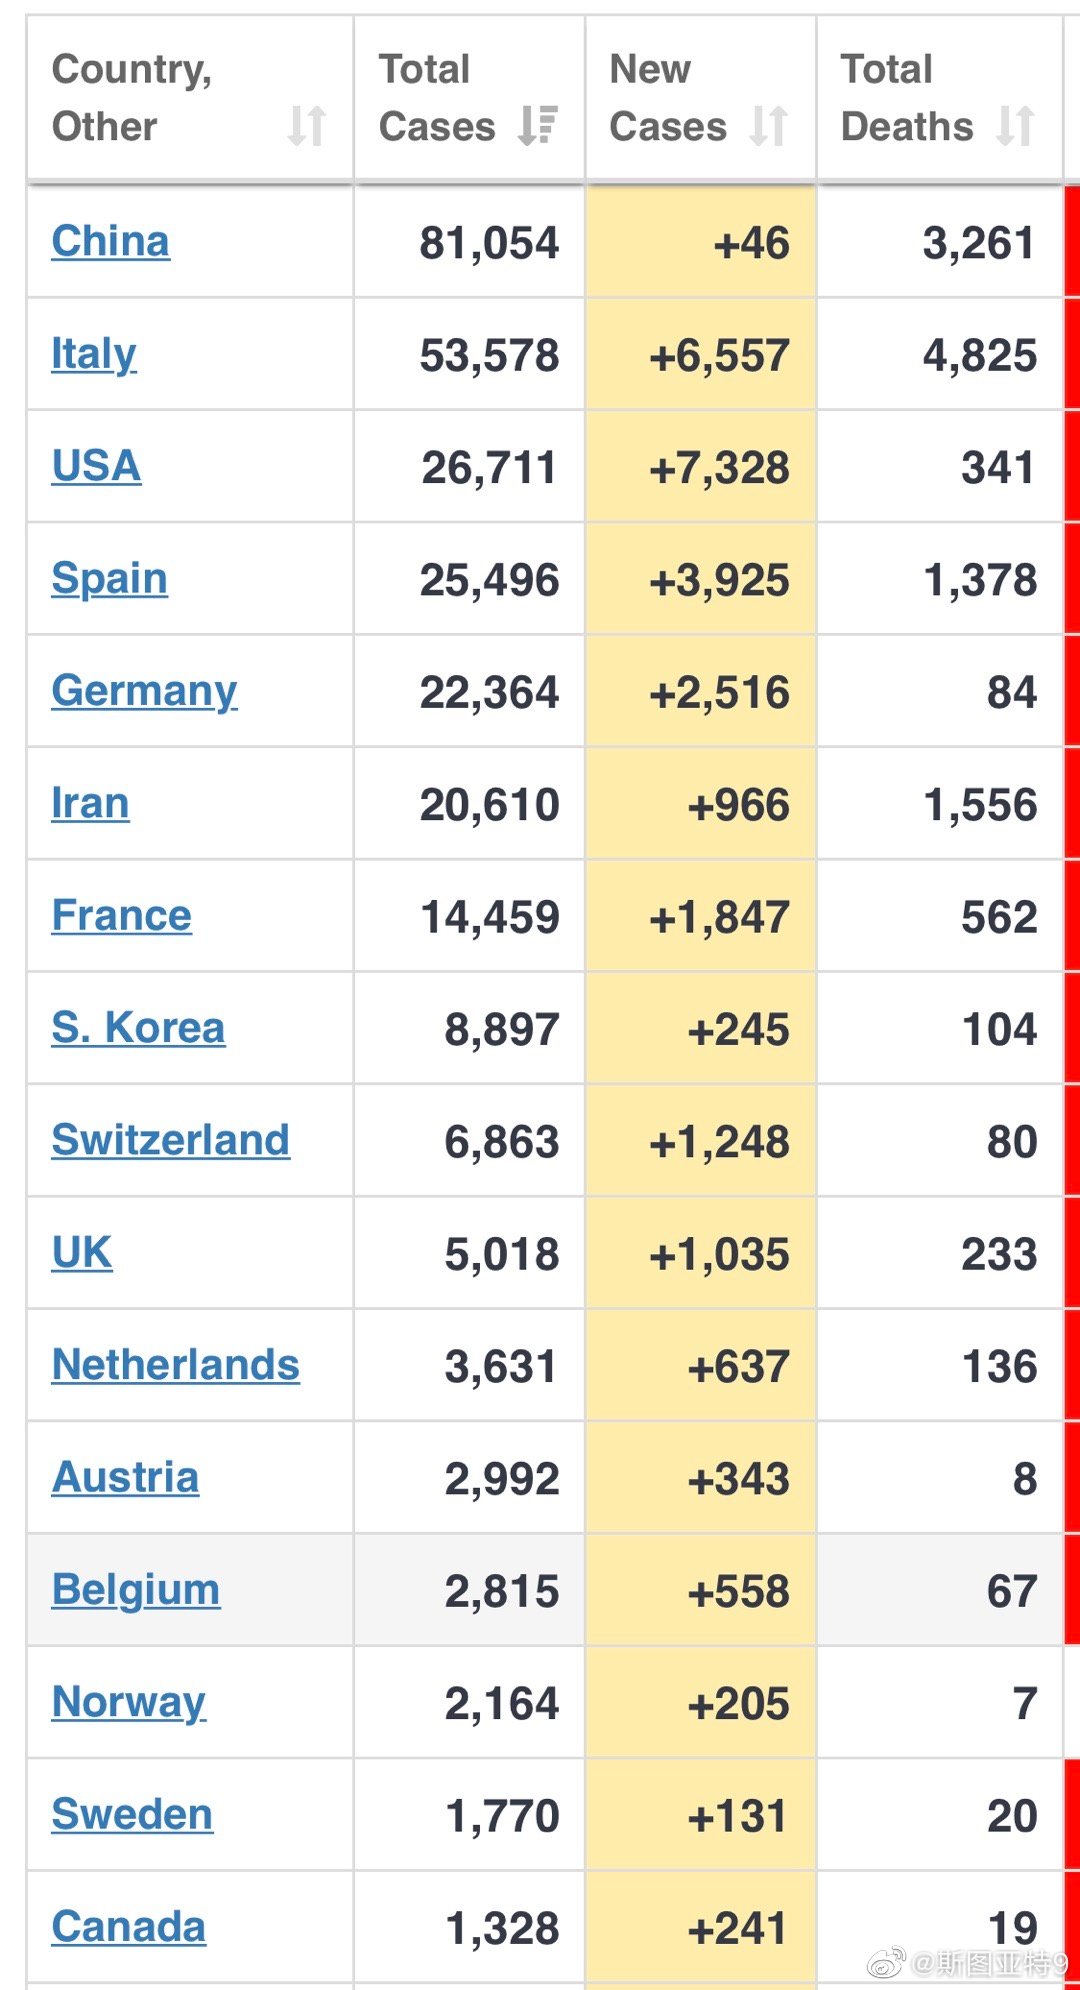 Country, Other Total Cases New Cases Total Deaths
China 81,054 +46 3,261
Italy 53,578 +6,557 4,825
USA 26,711 +7,328 341
Spain 25,496 +3,925 1,378
Germany 22,364 +2,516 84
Iran 20,610 +966 1,556
France 14,459 +1,847 562
S. Korea 8,897 +245 104
Switzerland 6,863 +1,248 80
UK 5,018 +1,035 233
Netherlands 3,631 +637 136
Austria 2,992 +343 8
Belgium 2,815 +558 67
Norway 2,164 +205 7
Sweden 1,770 +131 20
Canada 1,328 +241 19
@斯图亚特9